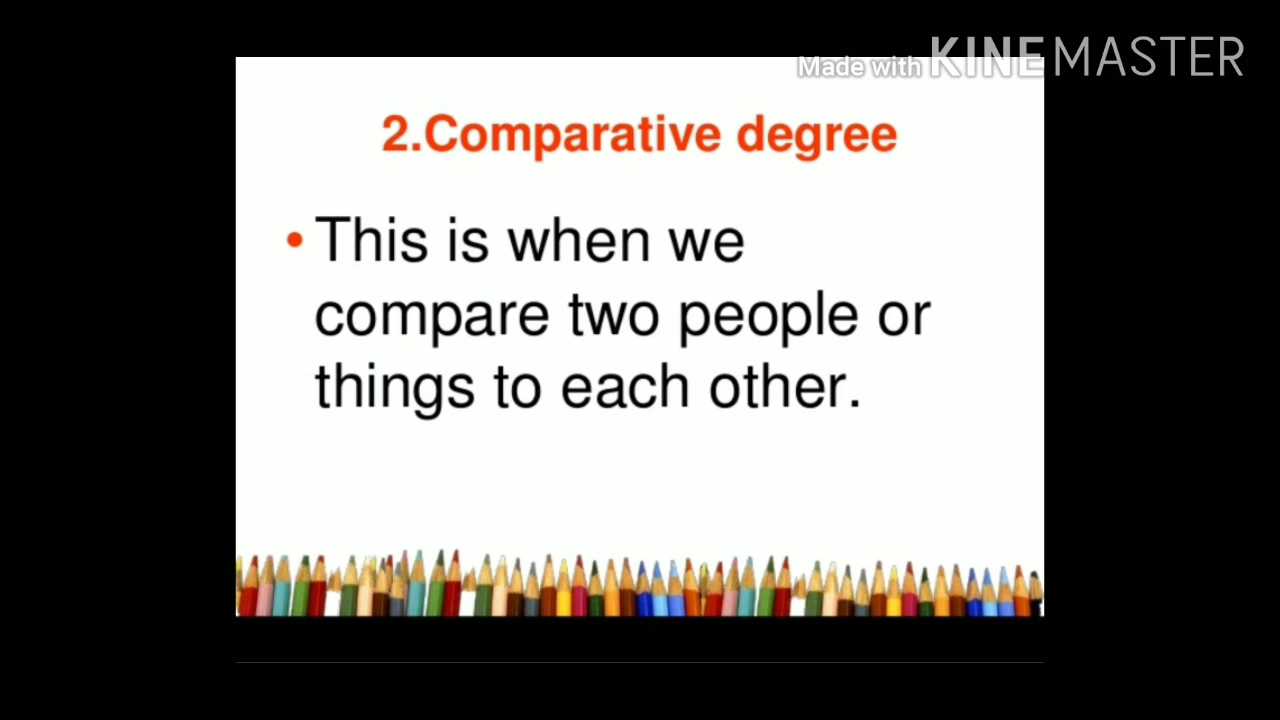 Made with KINEMASTER
2.Comparative degree
• This is when we
compare two people or
things to each other.